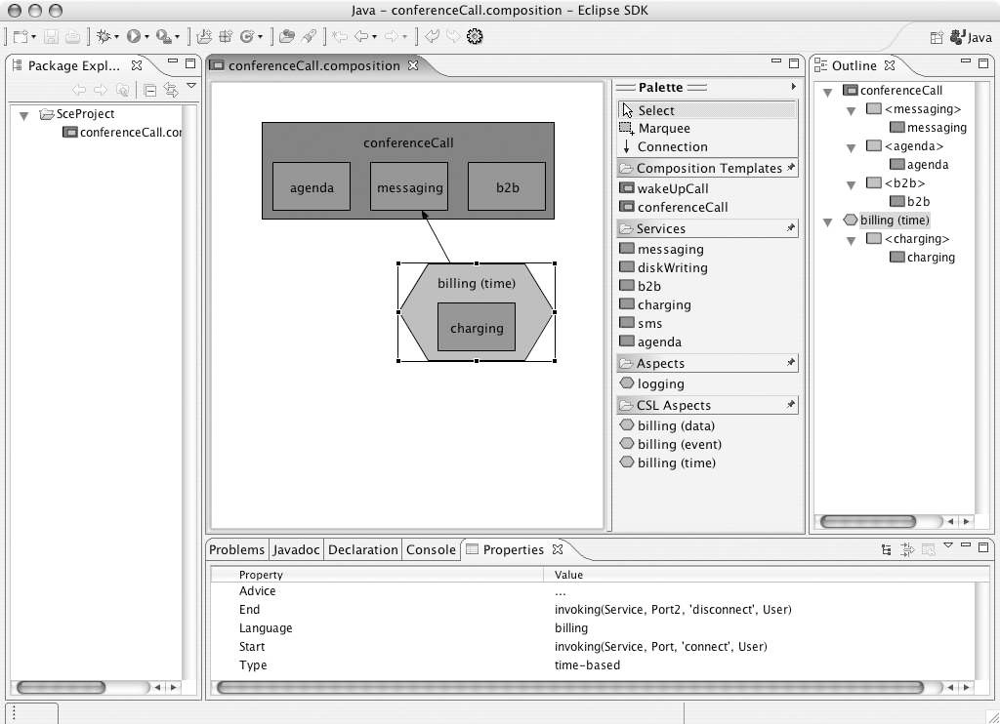 Java - conferenceCall.composition - Eclipse SDK
Java
Package Expl...
SceProject
conferenceCall.cor
conferenceCall.composition
conferenceCall
agenda
messaging
b2b
billing (time)
charging
Palette
Select
Marquee
Connection
Composition Templates
wakeUpCall
conferenceCall
Services
messaging
diskWriting
b2b
charging
sms
agenda
Aspects
logging
CSL Aspects
billing (data)
billing (event)
billing (time)
Outline
conferenceCall
<messaging>
messaging
<agenda>
agenda
<b2b>
b2b
billing (time)
<charging>
charging
Problems Javadoc Declaration Console Properties
Property Value
Advice ...
End invoking(Service, Port2, 'disconnect', User)
Language billing
Start invoking(Service, Port, 'connect', User)
Type time-based